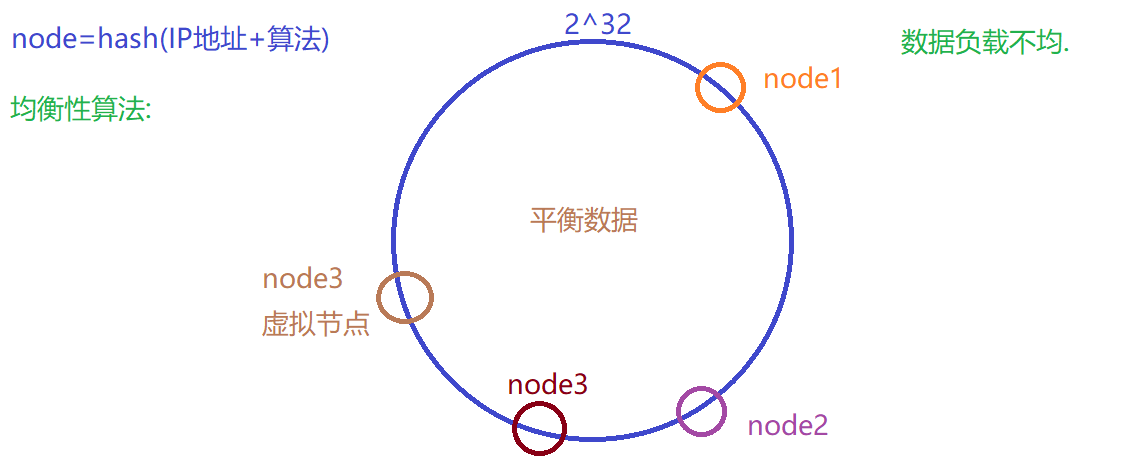 2^32
node=hash(IP地址+算法)
数据负载不均.
node1
均衡性算法:
平衡数据
node3
虚拟节点
node3
node2